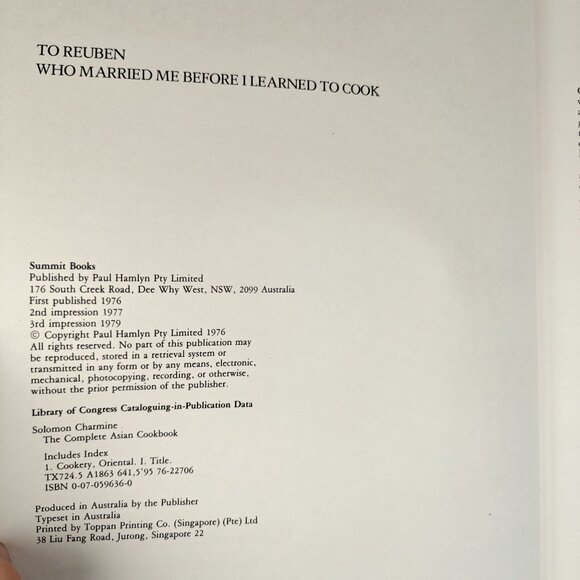 TO REUBEN
WHO MARRIED ME BEFORE I LEARNED TO COOK
Summit Books
Published by Paul Hamlyn Pty Limited
176 South Creek Road, Dee Why West, NSW, 2099 Australia
First published 1976
2nd impression 1977
3rd impression 1979
© Copyright Paul Hamlyn Pty Limited 1976
All rights reserved. No part of this publication may
be reproduced, stored in a retrieval system or
transmitted in any form or by any means, electronic,
mechanical, photocopying, recording, or otherwise,
without the prior permission of the publisher.
Library of Congress Cataloguing-in-Publication Data
Solomon Charmine
The Complete Asian Cookbook
Includes Index
1. Cookery, Oriental. I. Title.
TX724.5 A1863 641,5'95 76-22706
ISBN 0-07-059636-0
Produced in Australia by the Publisher
Typeset in Australia
Printed by Toppan Printing Co. (Singapore) (Pte) Ltd
38 Liu Fang Road, Jurong, Singapore 22